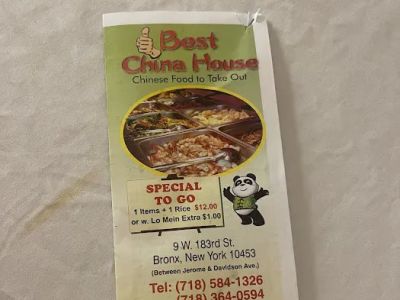 Best
China House
Chinese Food to Take Out
SPECIAL
TO GO
1 Items + 1 Rice $12.00
or w. Lo Mein Extra $1.00
9 W. 183rd St.
Bronx, New York 10453
(Between Jerome & Davidson Ave.)
Tel: (718) 584-1326
(718) 364-0594